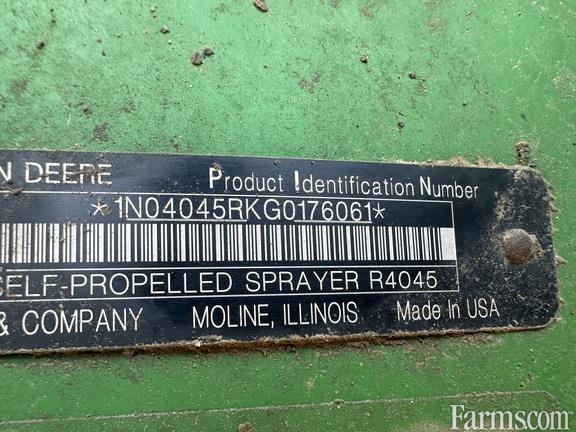 N DEERE
Product Identification Number
*1N04045RKG0176061*
SELF-PROPELLED SPRAYER R4045
& COMPANY MOLINE, ILLINOIS Made In USA
Farms.com